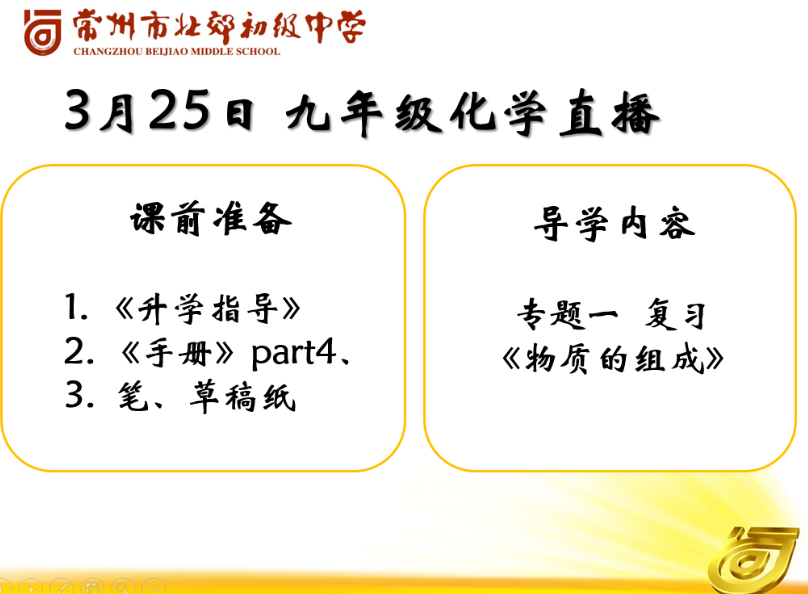 常州市北郊初级中学
CHANGZHOU BEIJIAO MIDDLE SCHOOL
3月25日 九年级化学直播
课前准备
1. 《升学指导》
2. 《手册》part4、
3. 笔、草稿纸
导学内容
专题一 复习
《物质的组成》